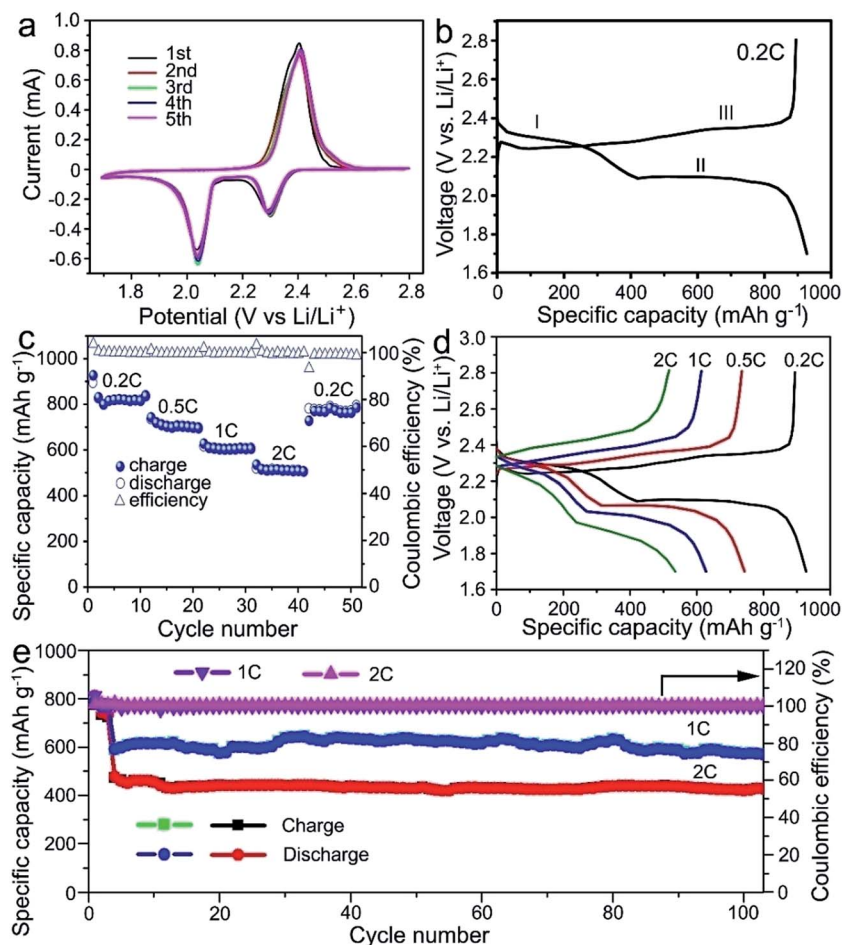 a
1.0
0.8
0.6
0.4
0.2
0.0
-0.2
-0.4
-0.6
Current (mA)
1st
2nd
3rd
4th
5th
1.8 2.0 2.2 2.4 2.6 2.8
Potential (V vs Li/Li+)
b
2.8
2.6
2.4
2.2
2.0
1.8
1.6
Voltage (V vs. Li/Li+)
0.2C
I
III
II
0 200 400 600 800 1000
Specific capacity (mAh g-1)
c
1000
800
600
400
200
0
Specific capacity (mAh g-1)
0.2C
0.5C
1C
2C
0.2C
charge
discharge
efficiency
100
80
60
40
20
0
Coulombic efficiency (%)
0 10 20 30 40 50
Cycle number
d
3.0
2.8
2.6
2.4
2.2
2.0
1.8
1.6
Voltage (V vs. Li/Li+)
2C 1C 0.5C 0.2C
0 200 400 600 800 1000
Specific capacity (mAh g-1)
e
1000
800
600
400
200
0
Specific capacity (mAh g-1)
1C 2C
1C
2C
Charge
Discharge
120
100
80
60
40
20
0
Coulombic efficiency (%)
0 20 40 60 80 100
Cycle number